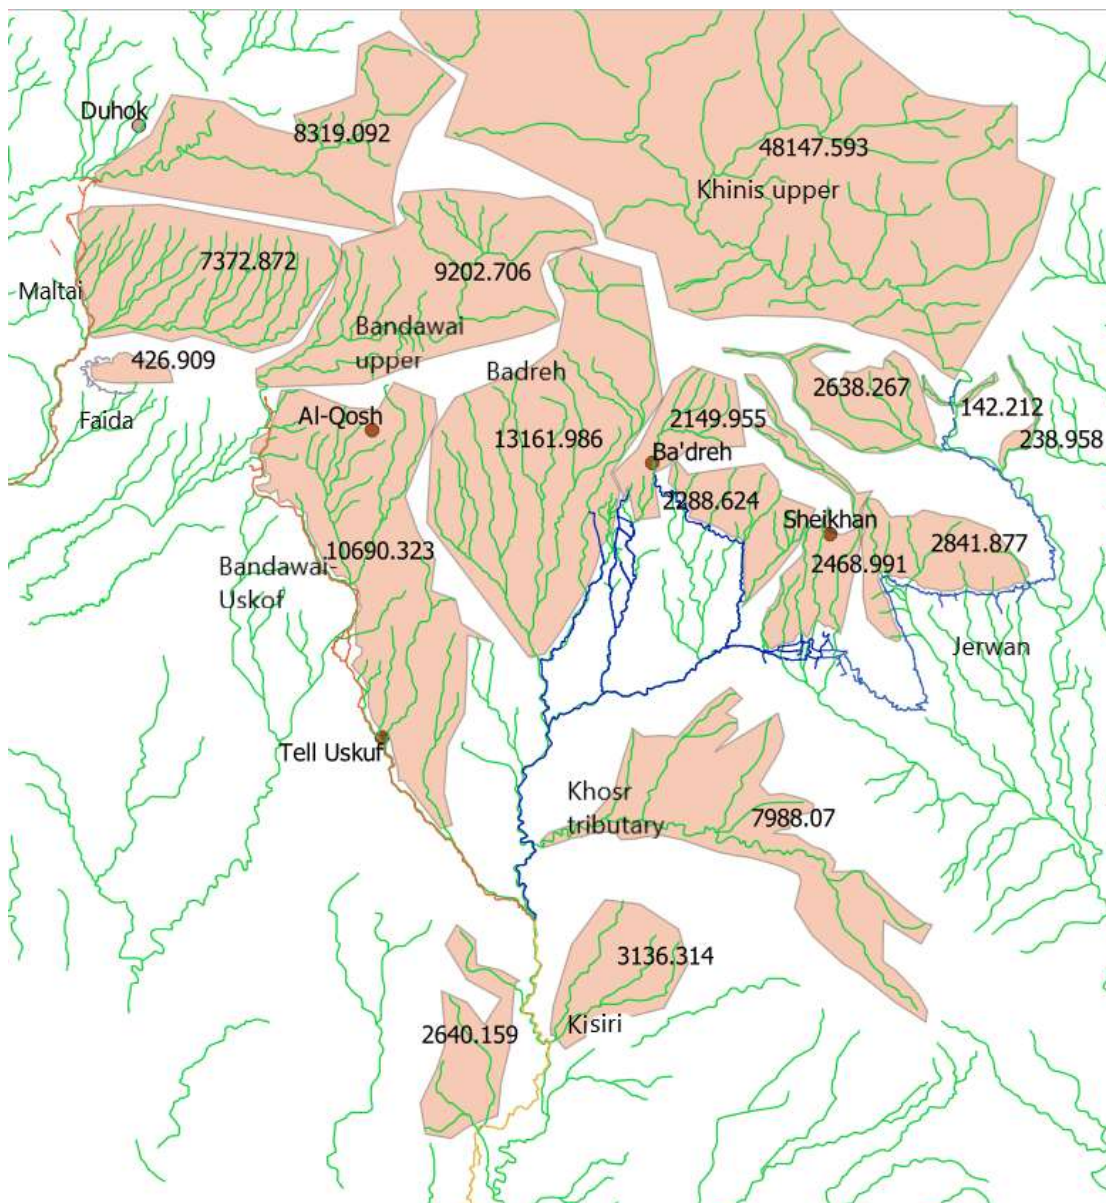 Duhok
8319.092
48147.593
Khinis upper
7372.872
9202.706
Maltai
Bandawai
upper
426.909
Badreh
2638.267
Faida
Al-Qosh
13161.986
2149.955
142.212
238.958
Ba'dreh
2288.624
Sheikhan
2841.877
Bandawai-
Uskof
10690.323
2468.991
Jerwan
Tell Uskuf
Khosr
tributary
7988.07
3136.314
Kisiri
2640.159